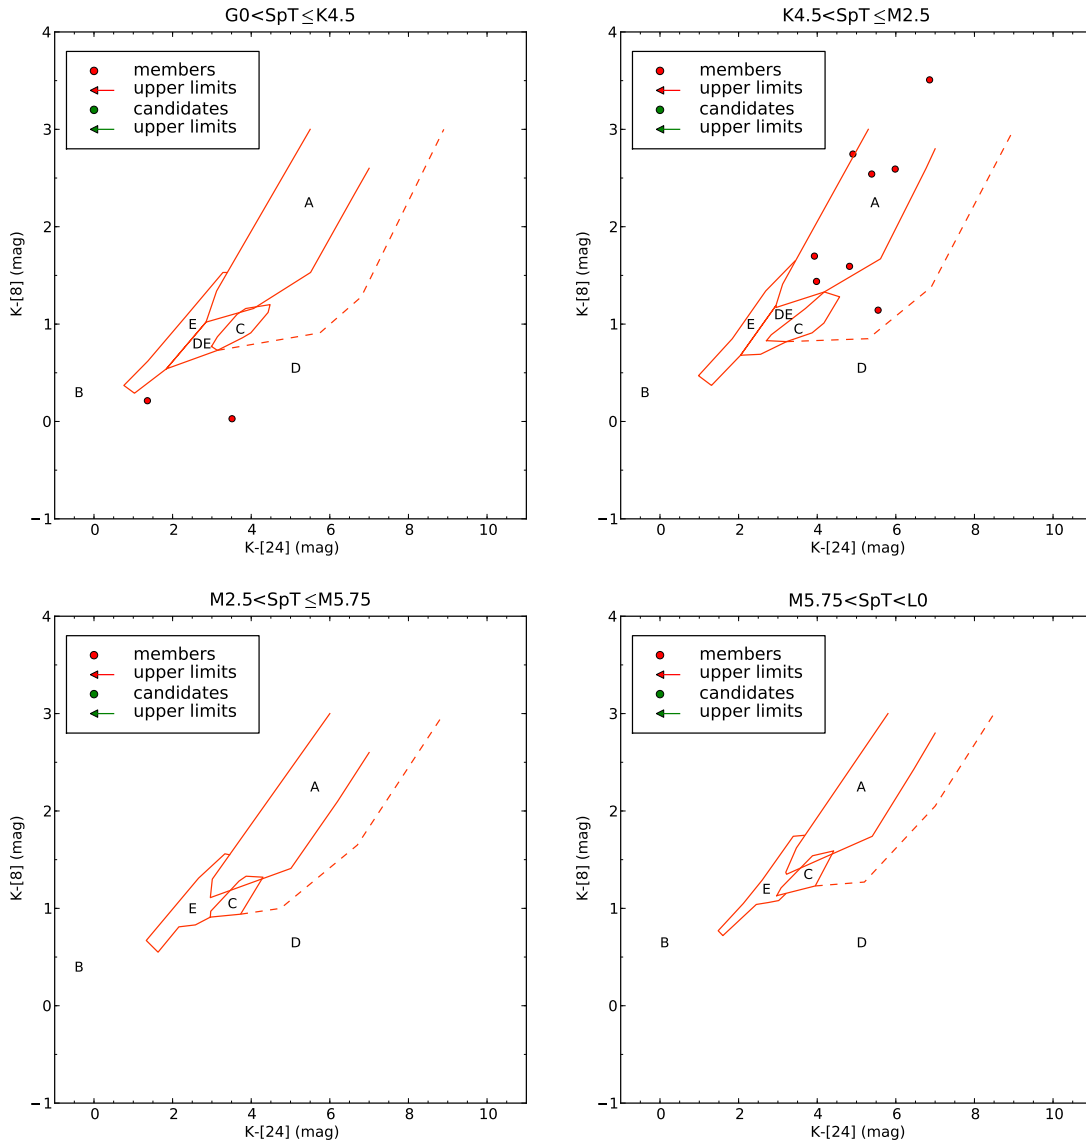 G0<SpT≤K4.5
members
upper limits
candidates
upper limits
A
E
C
DE
D
B
4
3
2
1
0
−1
0 2 4 6 8 10
K-[24] (mag)
K-[8] (mag)
K4.5<SpT≤M2.5
members
upper limits
candidates
upper limits
A
DE
E
C
D
B
4
3
2
1
0
−1
0 2 4 6 8 10
K-[24] (mag)
K-[8] (mag)
M2.5<SpT≤M5.75
members
upper limits
candidates
upper limits
A
C
E
D
B
4
3
2
1
0
−1
0 2 4 6 8 10
K-[24] (mag)
K-[8] (mag)
M5.75<SpT<L0
members
upper limits
candidates
upper limits
A
C
E
B
D
4
3
2
1
0
−1
0 2 4 6 8 10
K-[24] (mag)
K-[8] (mag)